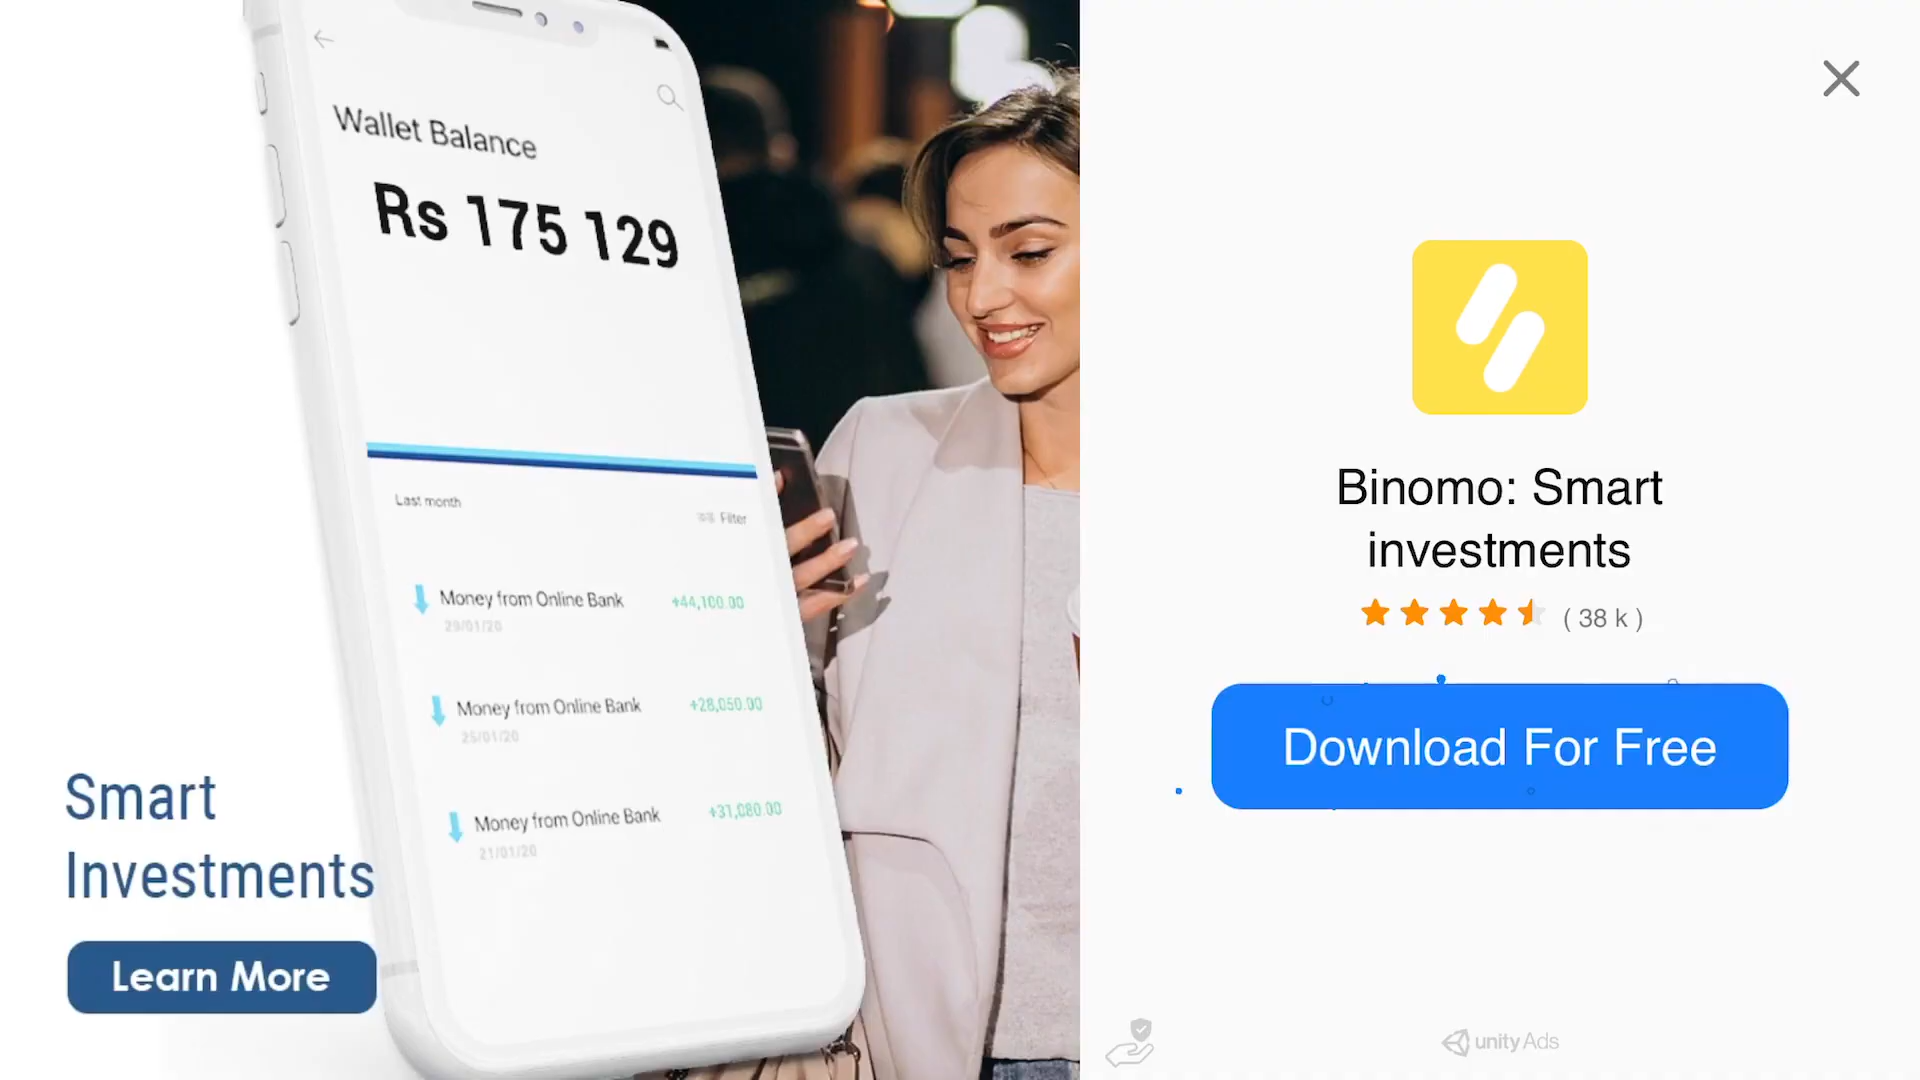 Wallet Balance
Rs 175 129
Last month
Filter
Money from Online Bank +44,100.00
29/01/20
Money from Online Bank +28,050.00
25/01/20
Money from Online Bank +31,080.00
21/01/20
Smart
Investments
Learn More
Binomo: Smart
investments
( 38 k )
Download For Free
unity Ads